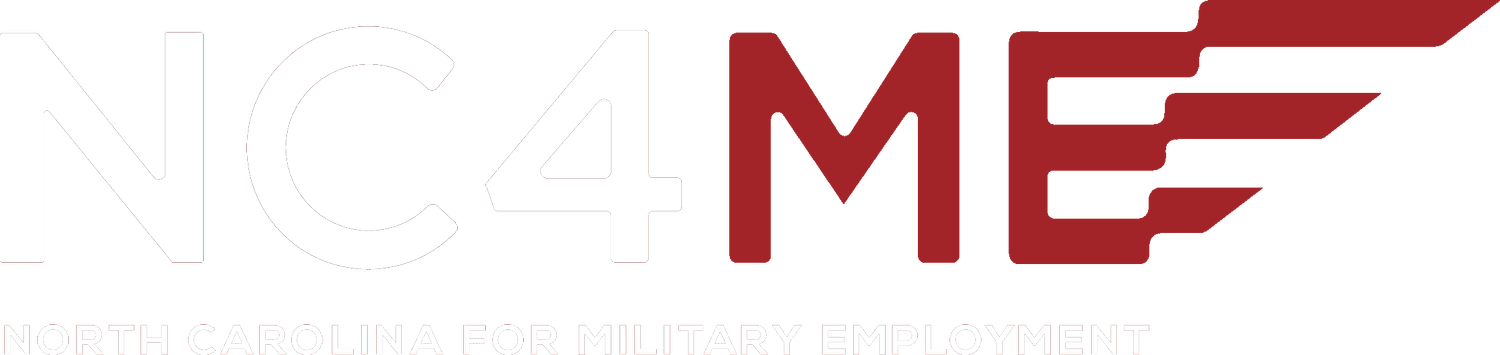 NC4ME
NORTH CAROLINA FOR MILITARY EMPLOYMENT